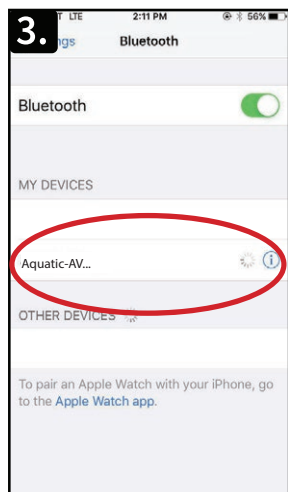 3.
T LTE 2:11 PM 56%
ngs Bluetooth
Bluetooth
MY DEVICES
Aquatic-AV...
OTHER DEVICES
To pair an Apple Watch with your iPhone, go
to the Apple Watch app.